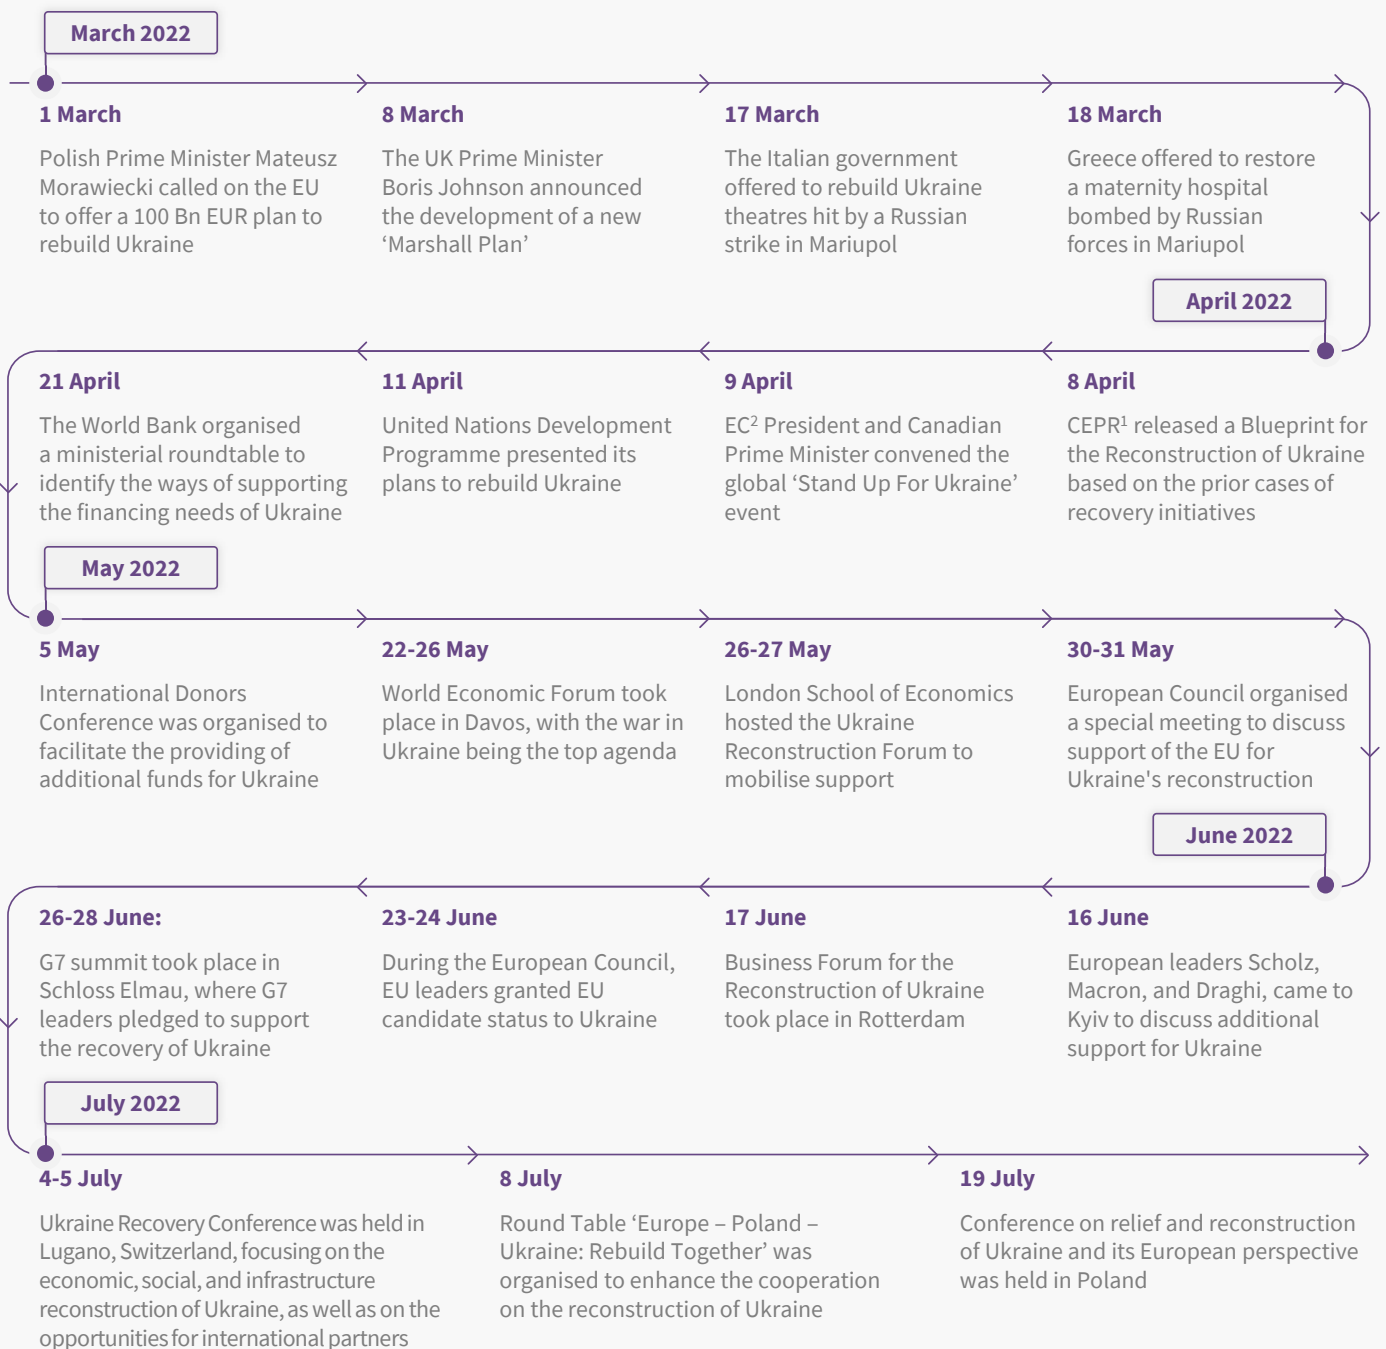 March 2022
1 March
Polish Prime Minister Mateusz
Morawiecki called on the EU
to offer a 100 Bn EUR plan to
rebuild Ukraine
8 March
The UK Prime Minister
Boris Johnson announced
the development of a new
‘Marshall Plan’
17 March
The Italian government
offered to rebuild Ukraine
theatres hit by a Russian
strike in Mariupol
18 March
Greece offered to restore
a maternity hospital
bombed by Russian
forces in Mariupol
April 2022
8 April
CEPR¹ released a Blueprint for
the Reconstruction of Ukraine
based on the prior cases of
recovery initiatives
9 April
EC² President and Canadian
Prime Minister convened the
global ‘Stand Up For Ukraine’
event
11 April
United Nations Development
Programme presented its
plans to rebuild Ukraine
21 April
The World Bank organised
a ministerial roundtable to
identify the ways of supporting
the financing needs of Ukraine
May 2022
5 May
International Donors
Conference was organised to
facilitate the providing of
additional funds for Ukraine
22-26 May
World Economic Forum took
place in Davos, with the war in
Ukraine being the top agenda
26-27 May
London School of Economics
hosted the Ukraine
Reconstruction Forum to
mobilise support
30-31 May
European Council organised
a special meeting to discuss
support of the EU for
Ukraine's reconstruction
June 2022
16 June
European leaders Scholz,
Macron, and Draghi, came to
Kyiv to discuss additional
support for Ukraine
17 June
Business Forum for the
Reconstruction of Ukraine
took place in Rotterdam
23-24 June
During the European Council,
EU leaders granted EU
candidate status to Ukraine
26-28 June:
G7 summit took place in
Schloss Elmau, where G7
leaders pledged to support
the recovery of Ukraine
July 2022
4-5 July
Ukraine Recovery Conference was held in
Lugano, Switzerland, focusing on the
economic, social, and infrastructure
reconstruction of Ukraine, as well as on the
opportunities for international partners
8 July
Round Table ‘Europe – Poland –
Ukraine: Rebuild Together’ was
organised to enhance the cooperation
on the reconstruction of Ukraine
19 July
Conference on relief and reconstruction
of Ukraine and its European perspective
was held in Poland